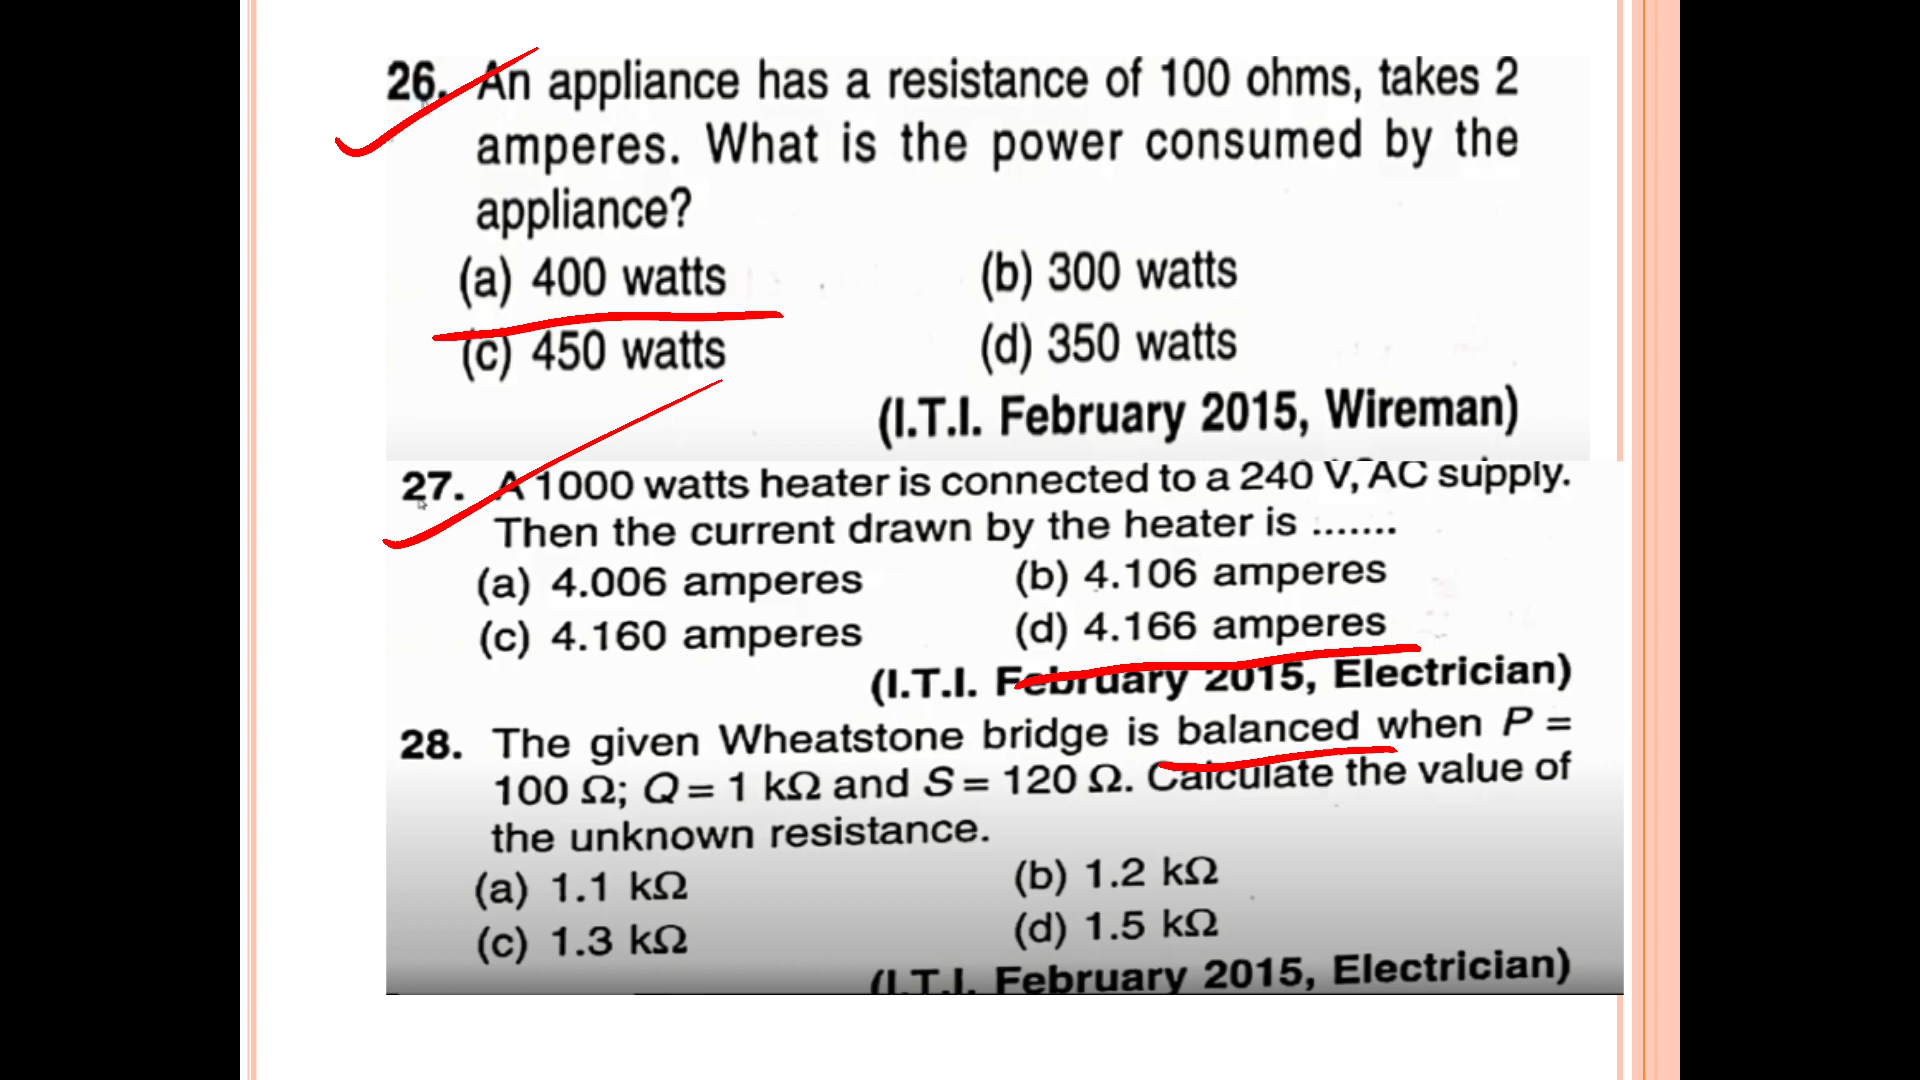 26. An appliance has a resistance of 100 ohms, takes 2
amperes. What is the power consumed by the
appliance?
(a) 400 watts (b) 300 watts
(c) 450 watts (d) 350 watts
(I.T.I. February 2015, Wireman)
27. A 1000 watts heater is connected to a 240 V, AC supply.
Then the current drawn by the heater is .......
(a) 4.006 amperes (b) 4.106 amperes
(c) 4.160 amperes (d) 4.166 amperes
(I.T.I. February 2015, Electrician)
28. The given Wheatstone bridge is balanced when P =
100 Ω; Q = 1 kΩ and S = 120 Ω. Calculate the value of
the unknown resistance.
(a) 1.1 kΩ (b) 1.2 kΩ
(c) 1.3 kΩ (d) 1.5 kΩ
(I.T.I. February 2015, Electrician)